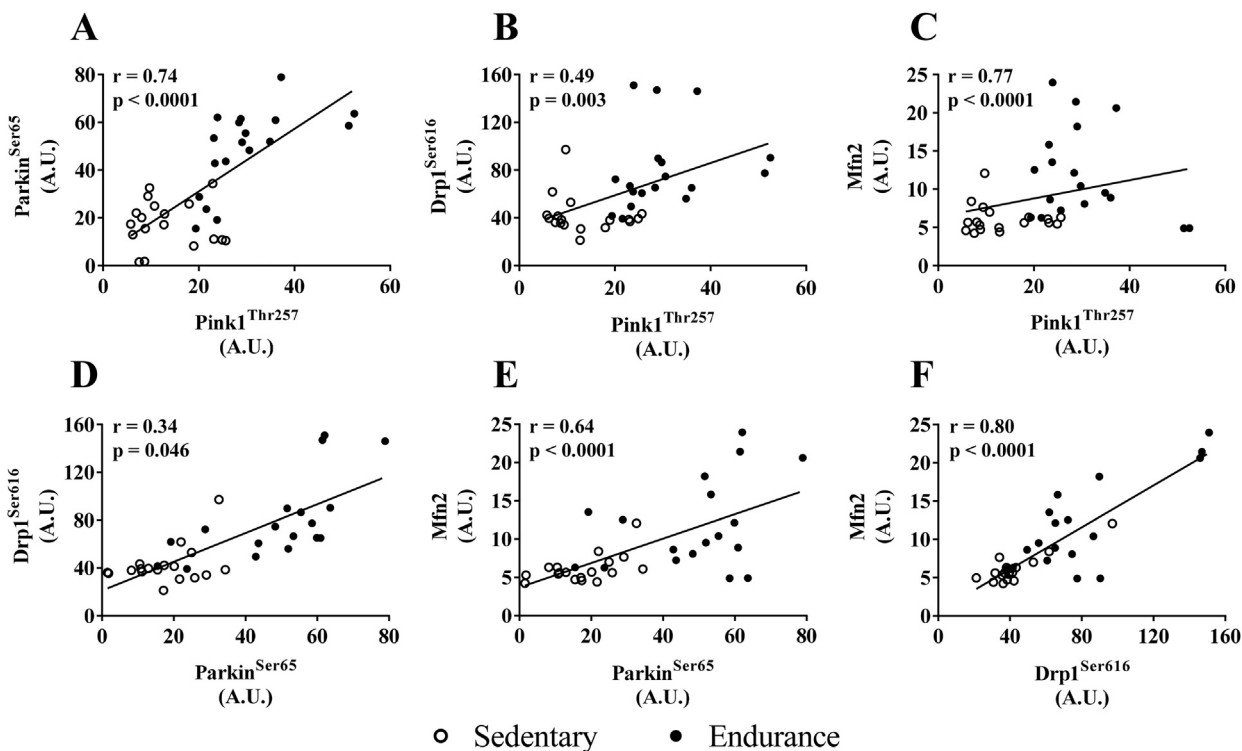 A
r = 0.74
p < 0.0001
Parkin^Ser65
(A.U.)
80
60
40
20
0
0 20 40 60
Pink1^Thr257
(A.U.)
B
r = 0.49
p = 0.003
Drp1^Ser616
(A.U.)
160
120
80
40
0
0 20 40 60
Pink1^Thr257
(A.U.)
C
r = 0.77
p < 0.0001
Mfn2
(A.U.)
25
20
15
10
5
0
0 20 40 60
Pink1^Thr257
(A.U.)
D
r = 0.34
p = 0.046
Drp1^Ser616
(A.U.)
160
120
80
40
0
0 20 40 60 80
Parkin^Ser65
(A.U.)
E
r = 0.64
p < 0.0001
Mfn2
(A.U.)
25
20
15
10
5
0
0 20 40 60 80
Parkin^Ser65
(A.U.)
F
r = 0.80
p < 0.0001
Mfn2
(A.U.)
25
20
15
10
5
0
0 40 80 120 160
Drp1^Ser616
(A.U.)
Sedentary Endurance